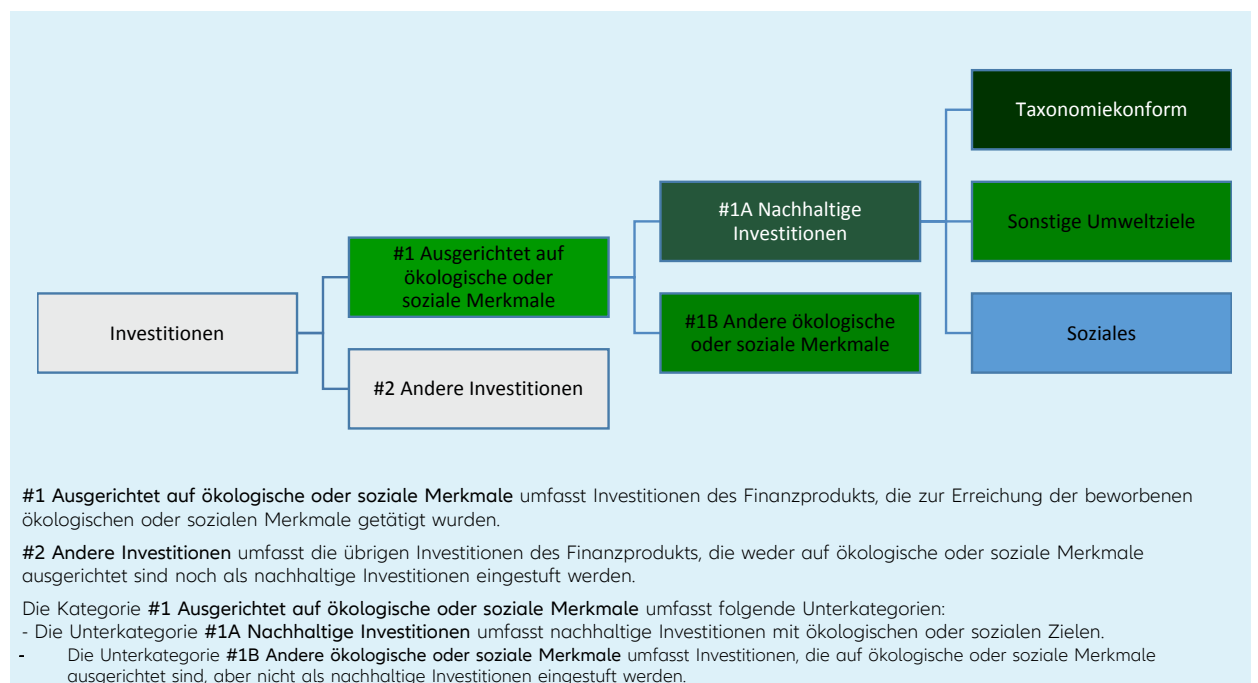 Taxonomiekonform
#1A Nachhaltige
Investitionen
Sonstige Umweltziele
#1 Ausgerichtet auf
ökologische oder
soziale Merkmale
Investitionen
#1B Andere ökologische
oder soziale Merkmale
Soziales
#2 Andere Investitionen
#1 Ausgerichtet auf ökologische oder soziale Merkmale umfasst Investitionen des Finanzprodukts, die zur Erreichung der beworbenen
ökologischen oder sozialen Merkmale getätigt wurden.
#2 Andere Investitionen umfasst die übrigen Investitionen des Finanzprodukts, die weder auf ökologische oder soziale Merkmale
ausgerichtet sind noch als nachhaltige Investitionen eingestuft werden.
Die Kategorie #1 Ausgerichtet auf ökologische oder soziale Merkmale umfasst folgende Unterkategorien:
- Die Unterkategorie #1A Nachhaltige Investitionen umfasst nachhaltige Investitionen mit ökologischen oder sozialen Zielen.
- Die Unterkategorie #1B Andere ökologische oder soziale Merkmale umfasst Investitionen, die auf ökologische oder soziale Merkmale
ausgerichtet sind, aber nicht als nachhaltige Investitionen eingestuft werden.